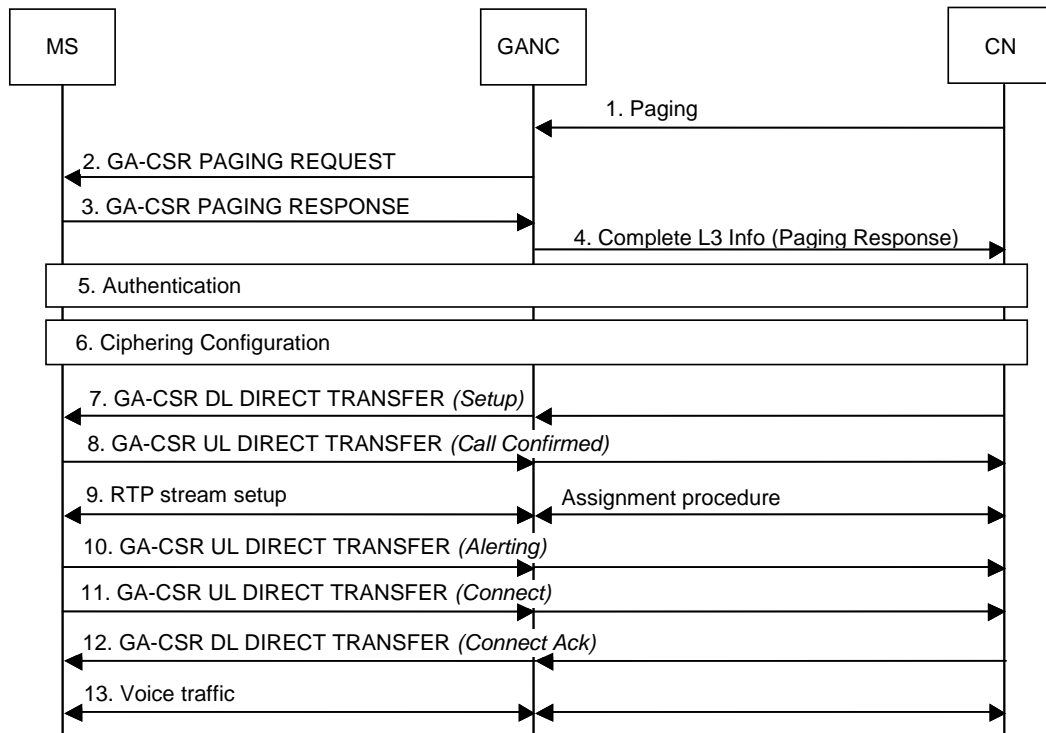 MS
GANC
CN
1. Paging
2. GA-CSR PAGING REQUEST
3. GA-CSR PAGING RESPONSE
4. Complete L3 Info (Paging Response)
5. Authentication
6. Ciphering Configuration
7. GA-CSR DL DIRECT TRANSFER (Setup)
8. GA-CSR UL DIRECT TRANSFER (Call Confirmed)
9. RTP stream setup
Assignment procedure
10. GA-CSR UL DIRECT TRANSFER (Alerting)
11. GA-CSR UL DIRECT TRANSFER (Connect)
12. GA-CSR DL DIRECT TRANSFER (Connect Ack)
13. Voice traffic